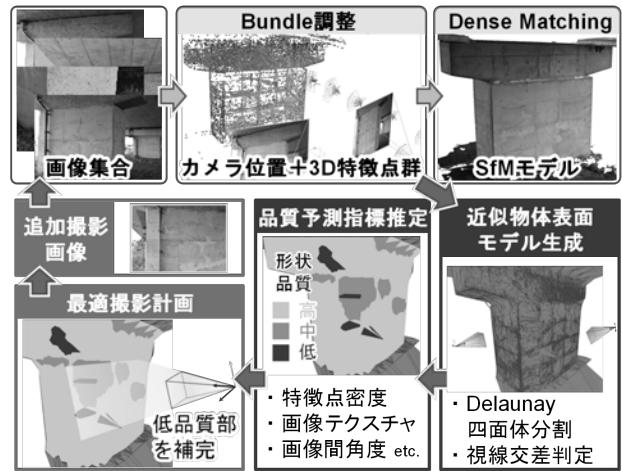 Bundle調整
Dense Matching
画像集合
カメラ位置＋3D特徴点群
SfMモデル
追加撮影
画像
品質予測指標推定
近似物体表面
モデル生成
形状
品質
高
中
低
最適撮影計画
低品質部
を補完
・特徴点密度
・画像テクスチャ
・画像間角度 etc.
・Delaunay
四面体分割
・視線交差判定